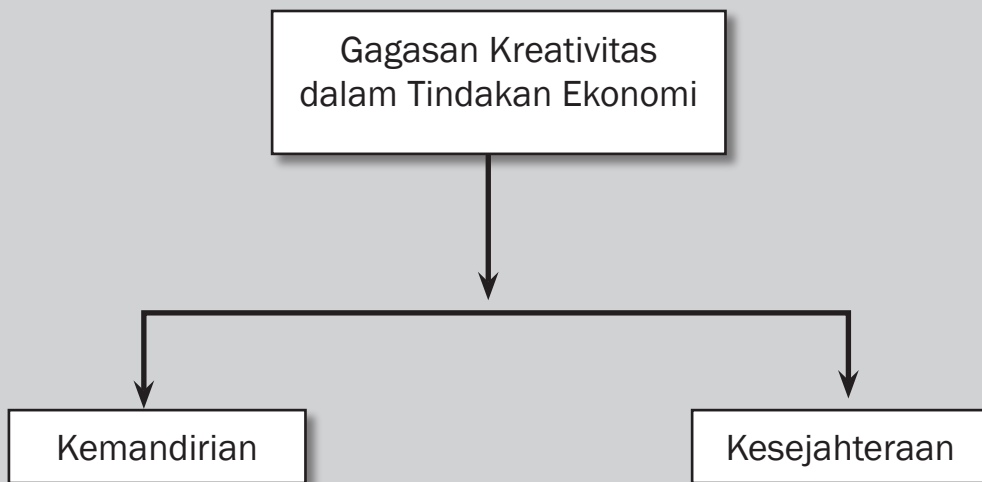 Gagasan Kreativitas
dalam Tindakan Ekonomi
Kemandirian
Kesejahteraan